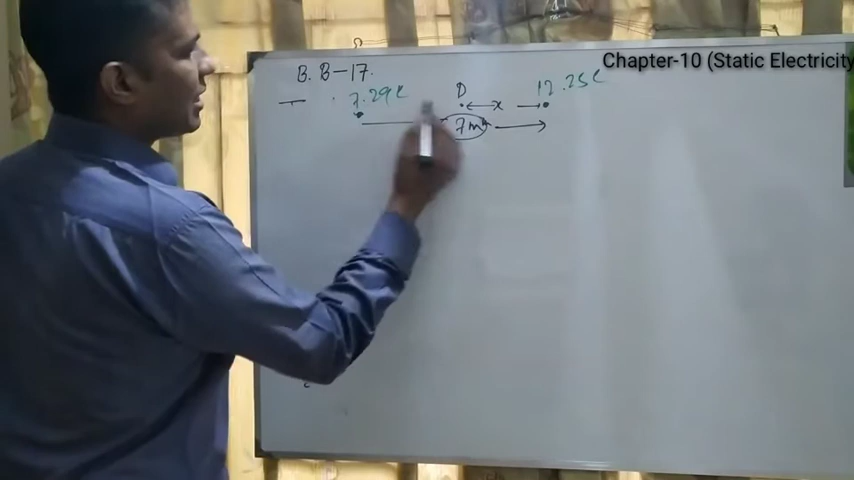 Chapter-10 (Static Electricity)
B. B-17.
7.29C D 12.25C
x
7m